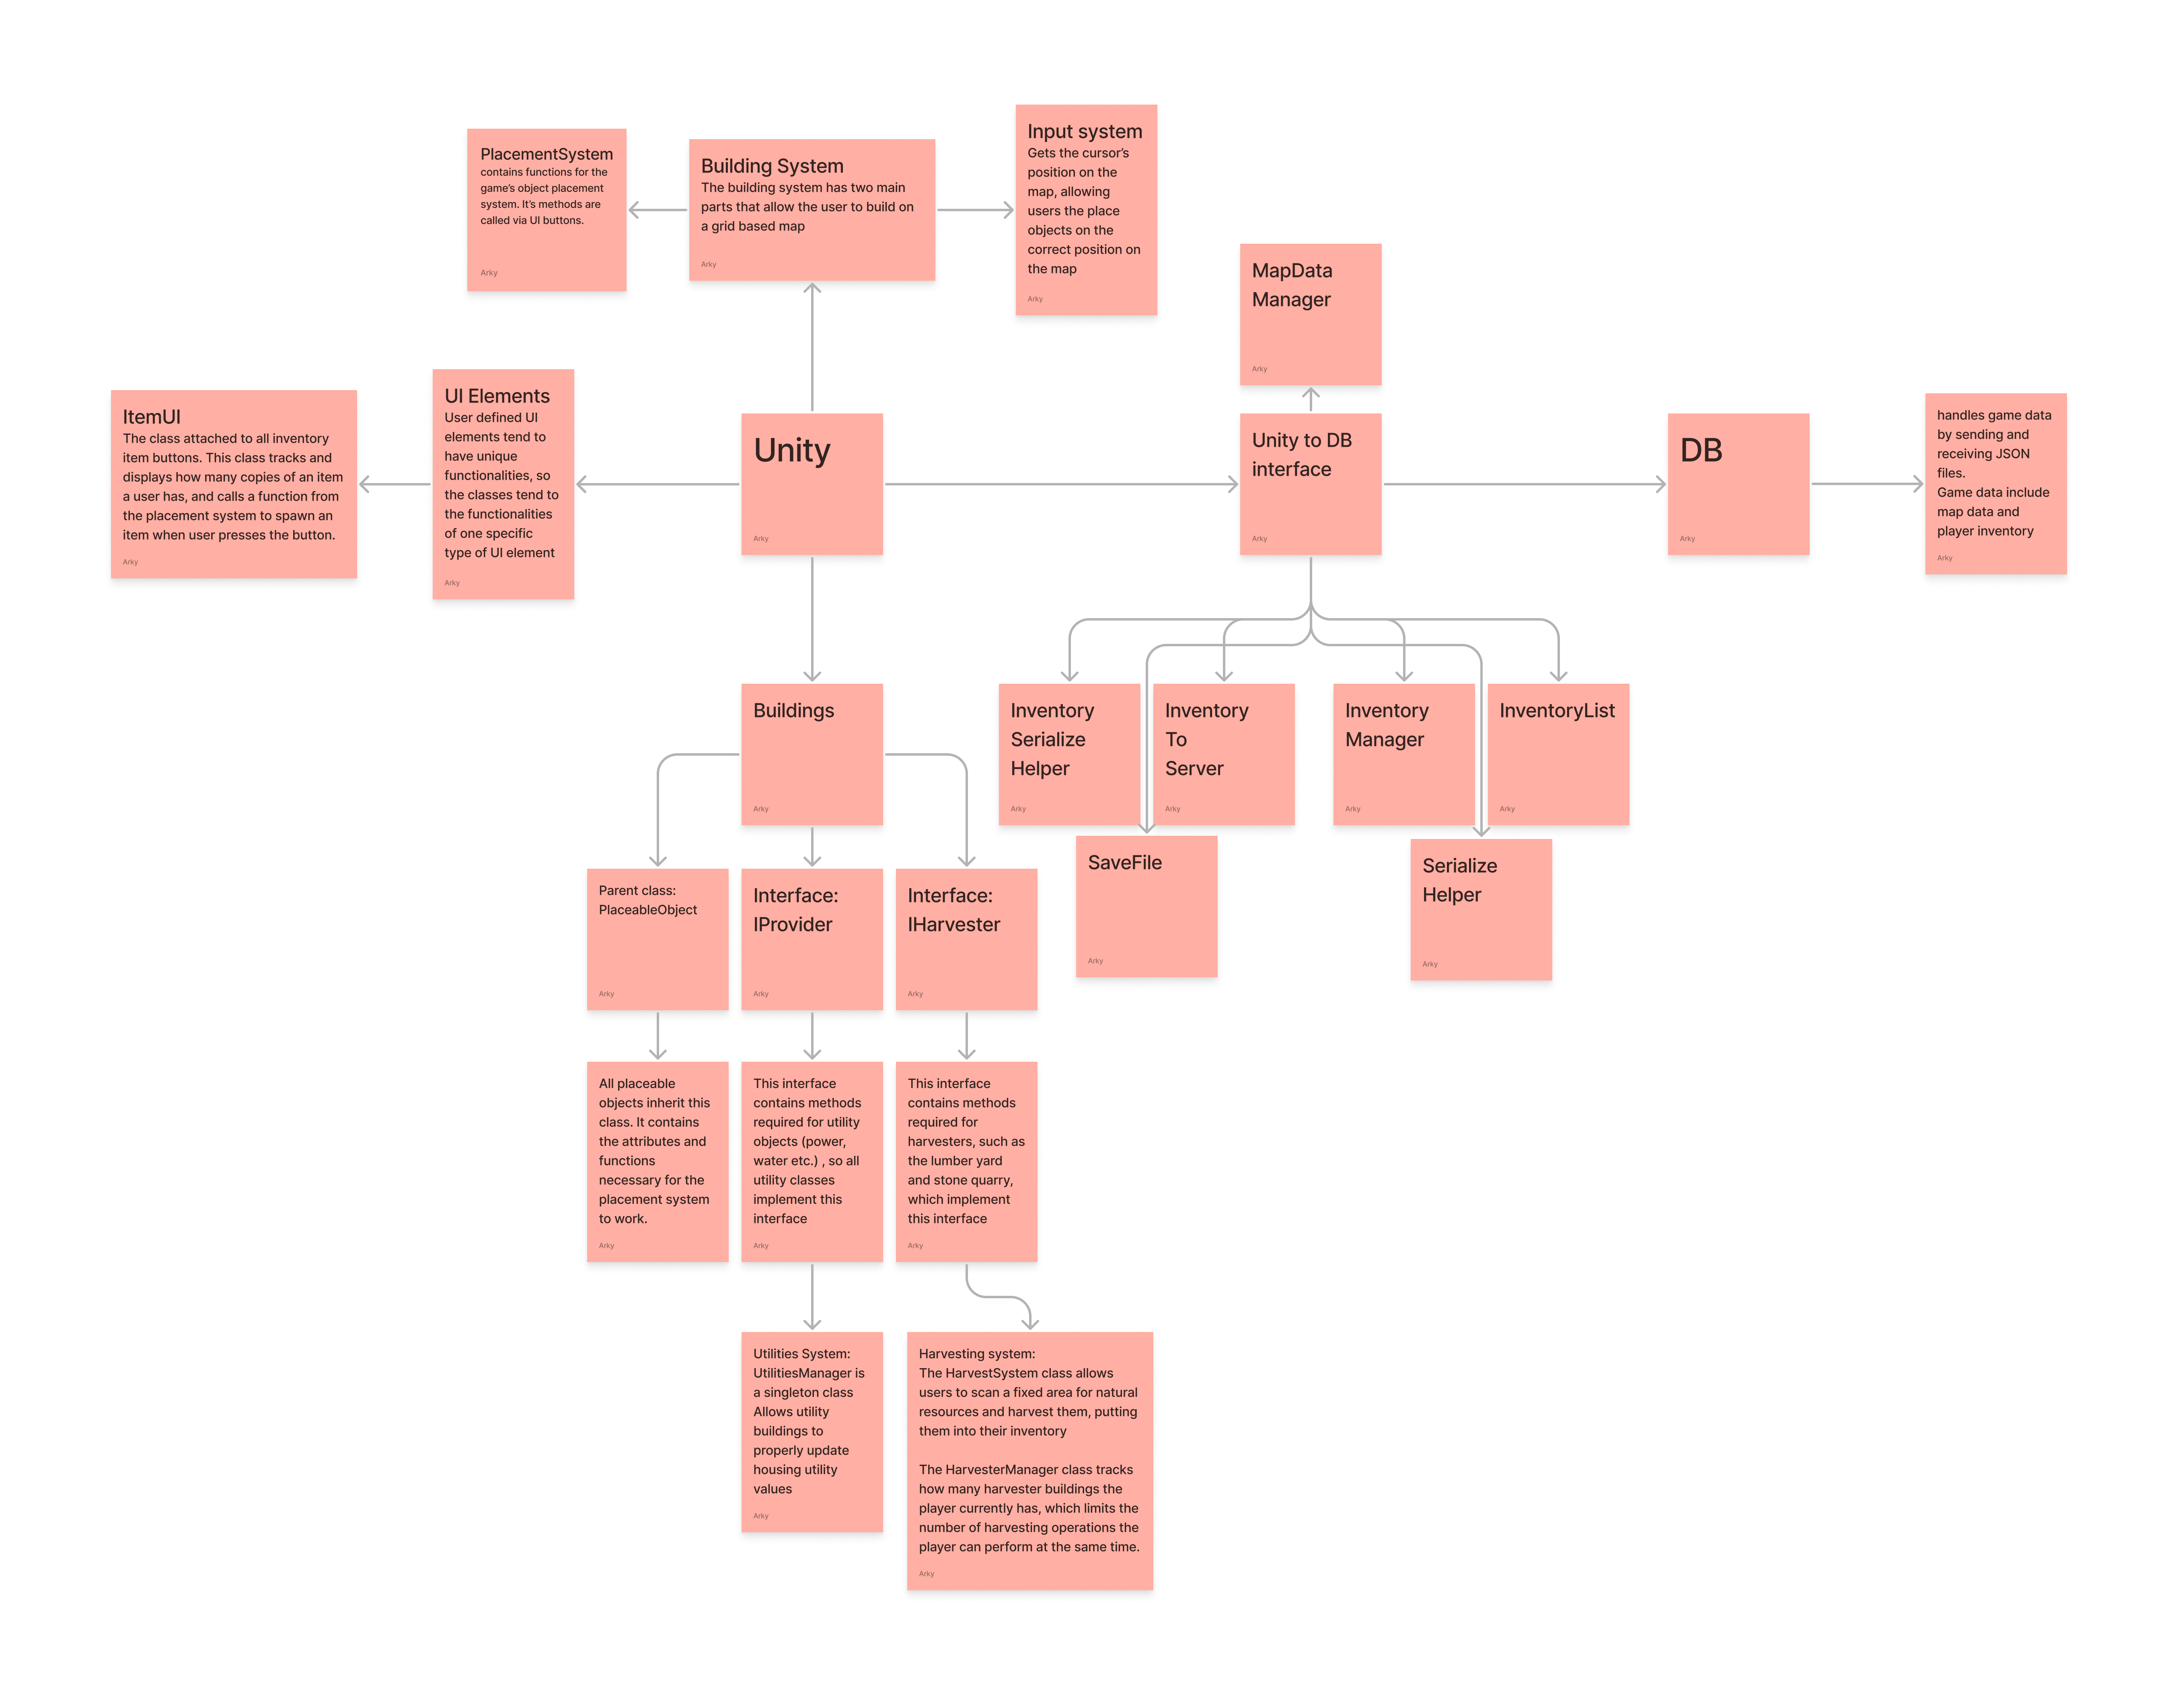 PlacementSystem
contains functions for the
game's object placement
system. It's methods are
called via UI buttons.
Arky
Building System
The building system has two main
parts that allow the user to build on
a grid based map
Arky
Input system
Gets the cursor's
position on the
map, allowing
users the place
objects on the
correct position on
the map
Arky
MapData
Manager
Arky
ItemUI
The class attached to all inventory
item buttons. This class tracks and
displays how many copies of an item
a user has, and calls a function from
the placement system to spawn an
item when user presses the button.
Arky
UI Elements
User defined UI
elements tend to
have unique
functionalities, so
the classes tend to
the functionalities
of one specific
type of UI element
Arky
Unity
Arky
Unity to DB
interface
Arky
DB
Arky
handles game data
by sending and
receiving JSON
files.
Game data include
map data and
player inventory
Arky
Buildings
Arky
Inventory
Serialize
Helper
Arky
Inventory
To
Server
Arky
Inventory
Manager
Arky
InventoryList
Arky
SaveFile
Arky
Serialize
Helper
Arky
Parent class:
PlaceableObject
Arky
Interface:
IProvider
Arky
Interface:
IHarvester
Arky
All placeable
objects inherit this
class. It contains
the attributes and
functions
necessary for the
placement system
to work.
Arky
This interface
contains methods
required for utility
objects (power,
water etc.) , so all
utility classes
implement this
interface
Arky
This interface
contains methods
required for
harvesters, such as
the lumber yard
and stone quarry,
which implement
this interface
Arky
Utilities System:
UtilitiesManager is
a singleton class
Allows utility
buildings to
properly update
housing utility
values
Arky
Harvesting system:
The HarvestSystem class allows
users to scan a fixed area for natural
resources and harvest them, putting
them into their inventory
The HarvesterManager class tracks
how many harvester buildings the
player currently has, which limits the
number of harvesting operations the
player can perform at the same time.
Arky